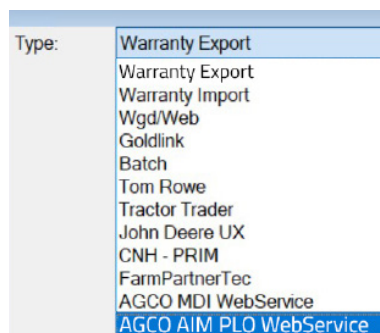 Type: Warranty Export
Warranty Export
Warranty Import
Wgd/Web
Goldlink
Batch
Tom Rowe
Tractor Trader
John Deere UX
CNH - PRIM
FarmPartnerTec
AGCO MDI WebService
AGCO AIM PLO WebService